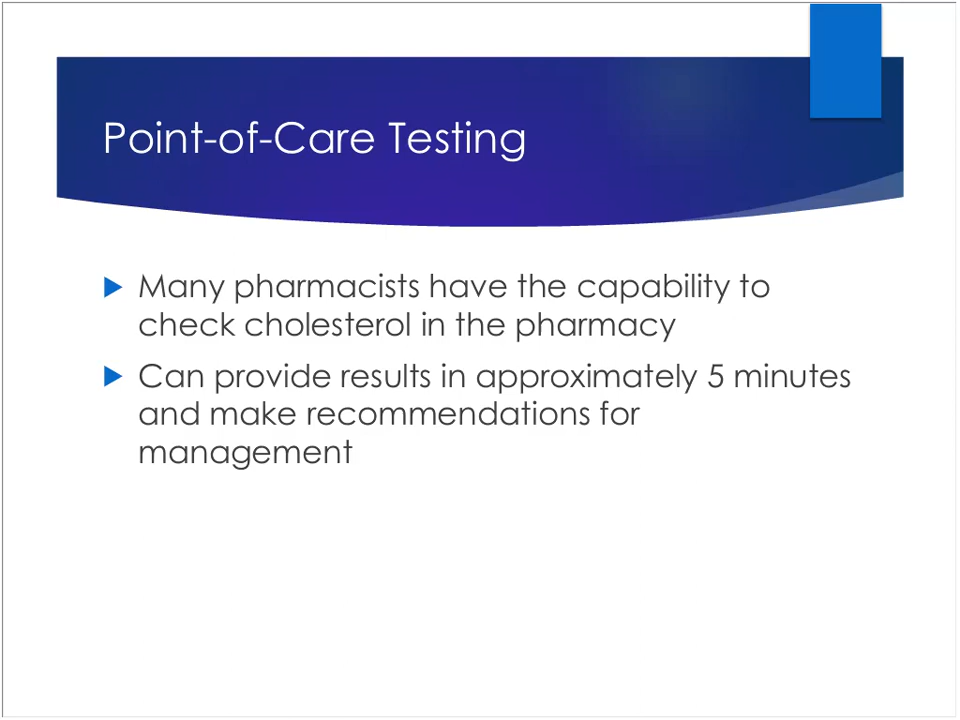 Point-of-Care Testing
Many pharmacists have the capability to
check cholesterol in the pharmacy
Can provide results in approximately 5 minutes
and make recommendations for
management